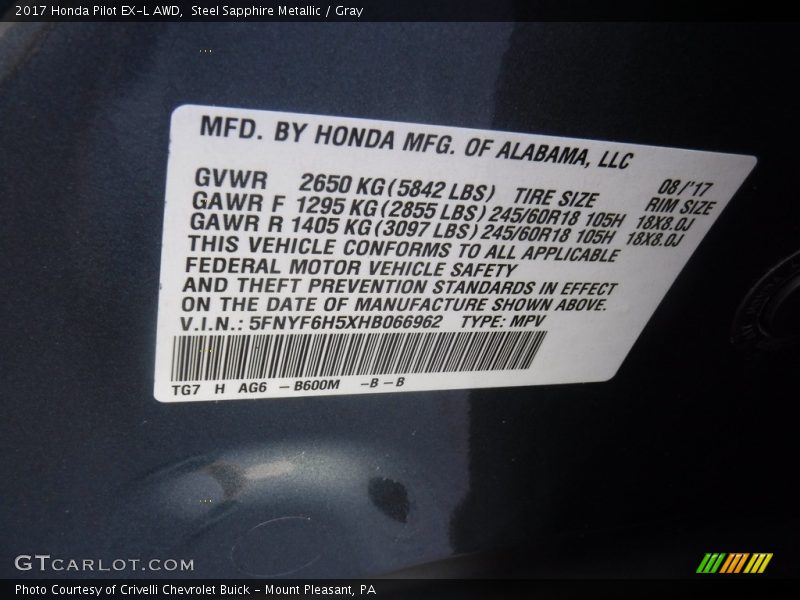 2017 Honda Pilot EX-L AWD,  Steel Sapphire Metallic / Gray
MFD. BY HONDA MFG. OF ALABAMA, LLC
08/'17
GVWR 2650 KG (5842 LBS) TIRE SIZE RIM SIZE
GAWR F 1295 KG (2855 LBS) 245/60R18 105H 18X8.0J
GAWR R 1405 KG (3097 LBS) 245/60R18 105H 18X8.0J
THIS VEHICLE CONFORMS TO ALL APPLICABLE
FEDERAL MOTOR VEHICLE SAFETY
AND THEFT PREVENTION STANDARDS IN EFFECT
ON THE DATE OF MANUFACTURE SHOWN ABOVE.
V.I.N.: 5FNYF6H5XHB066962 TYPE: MPV
TG7 H AG6 - B600M - B - B
GTCARLOT.COM
Photo Courtesy of Crivelli Chevrolet Buick - Mount Pleasant, PA